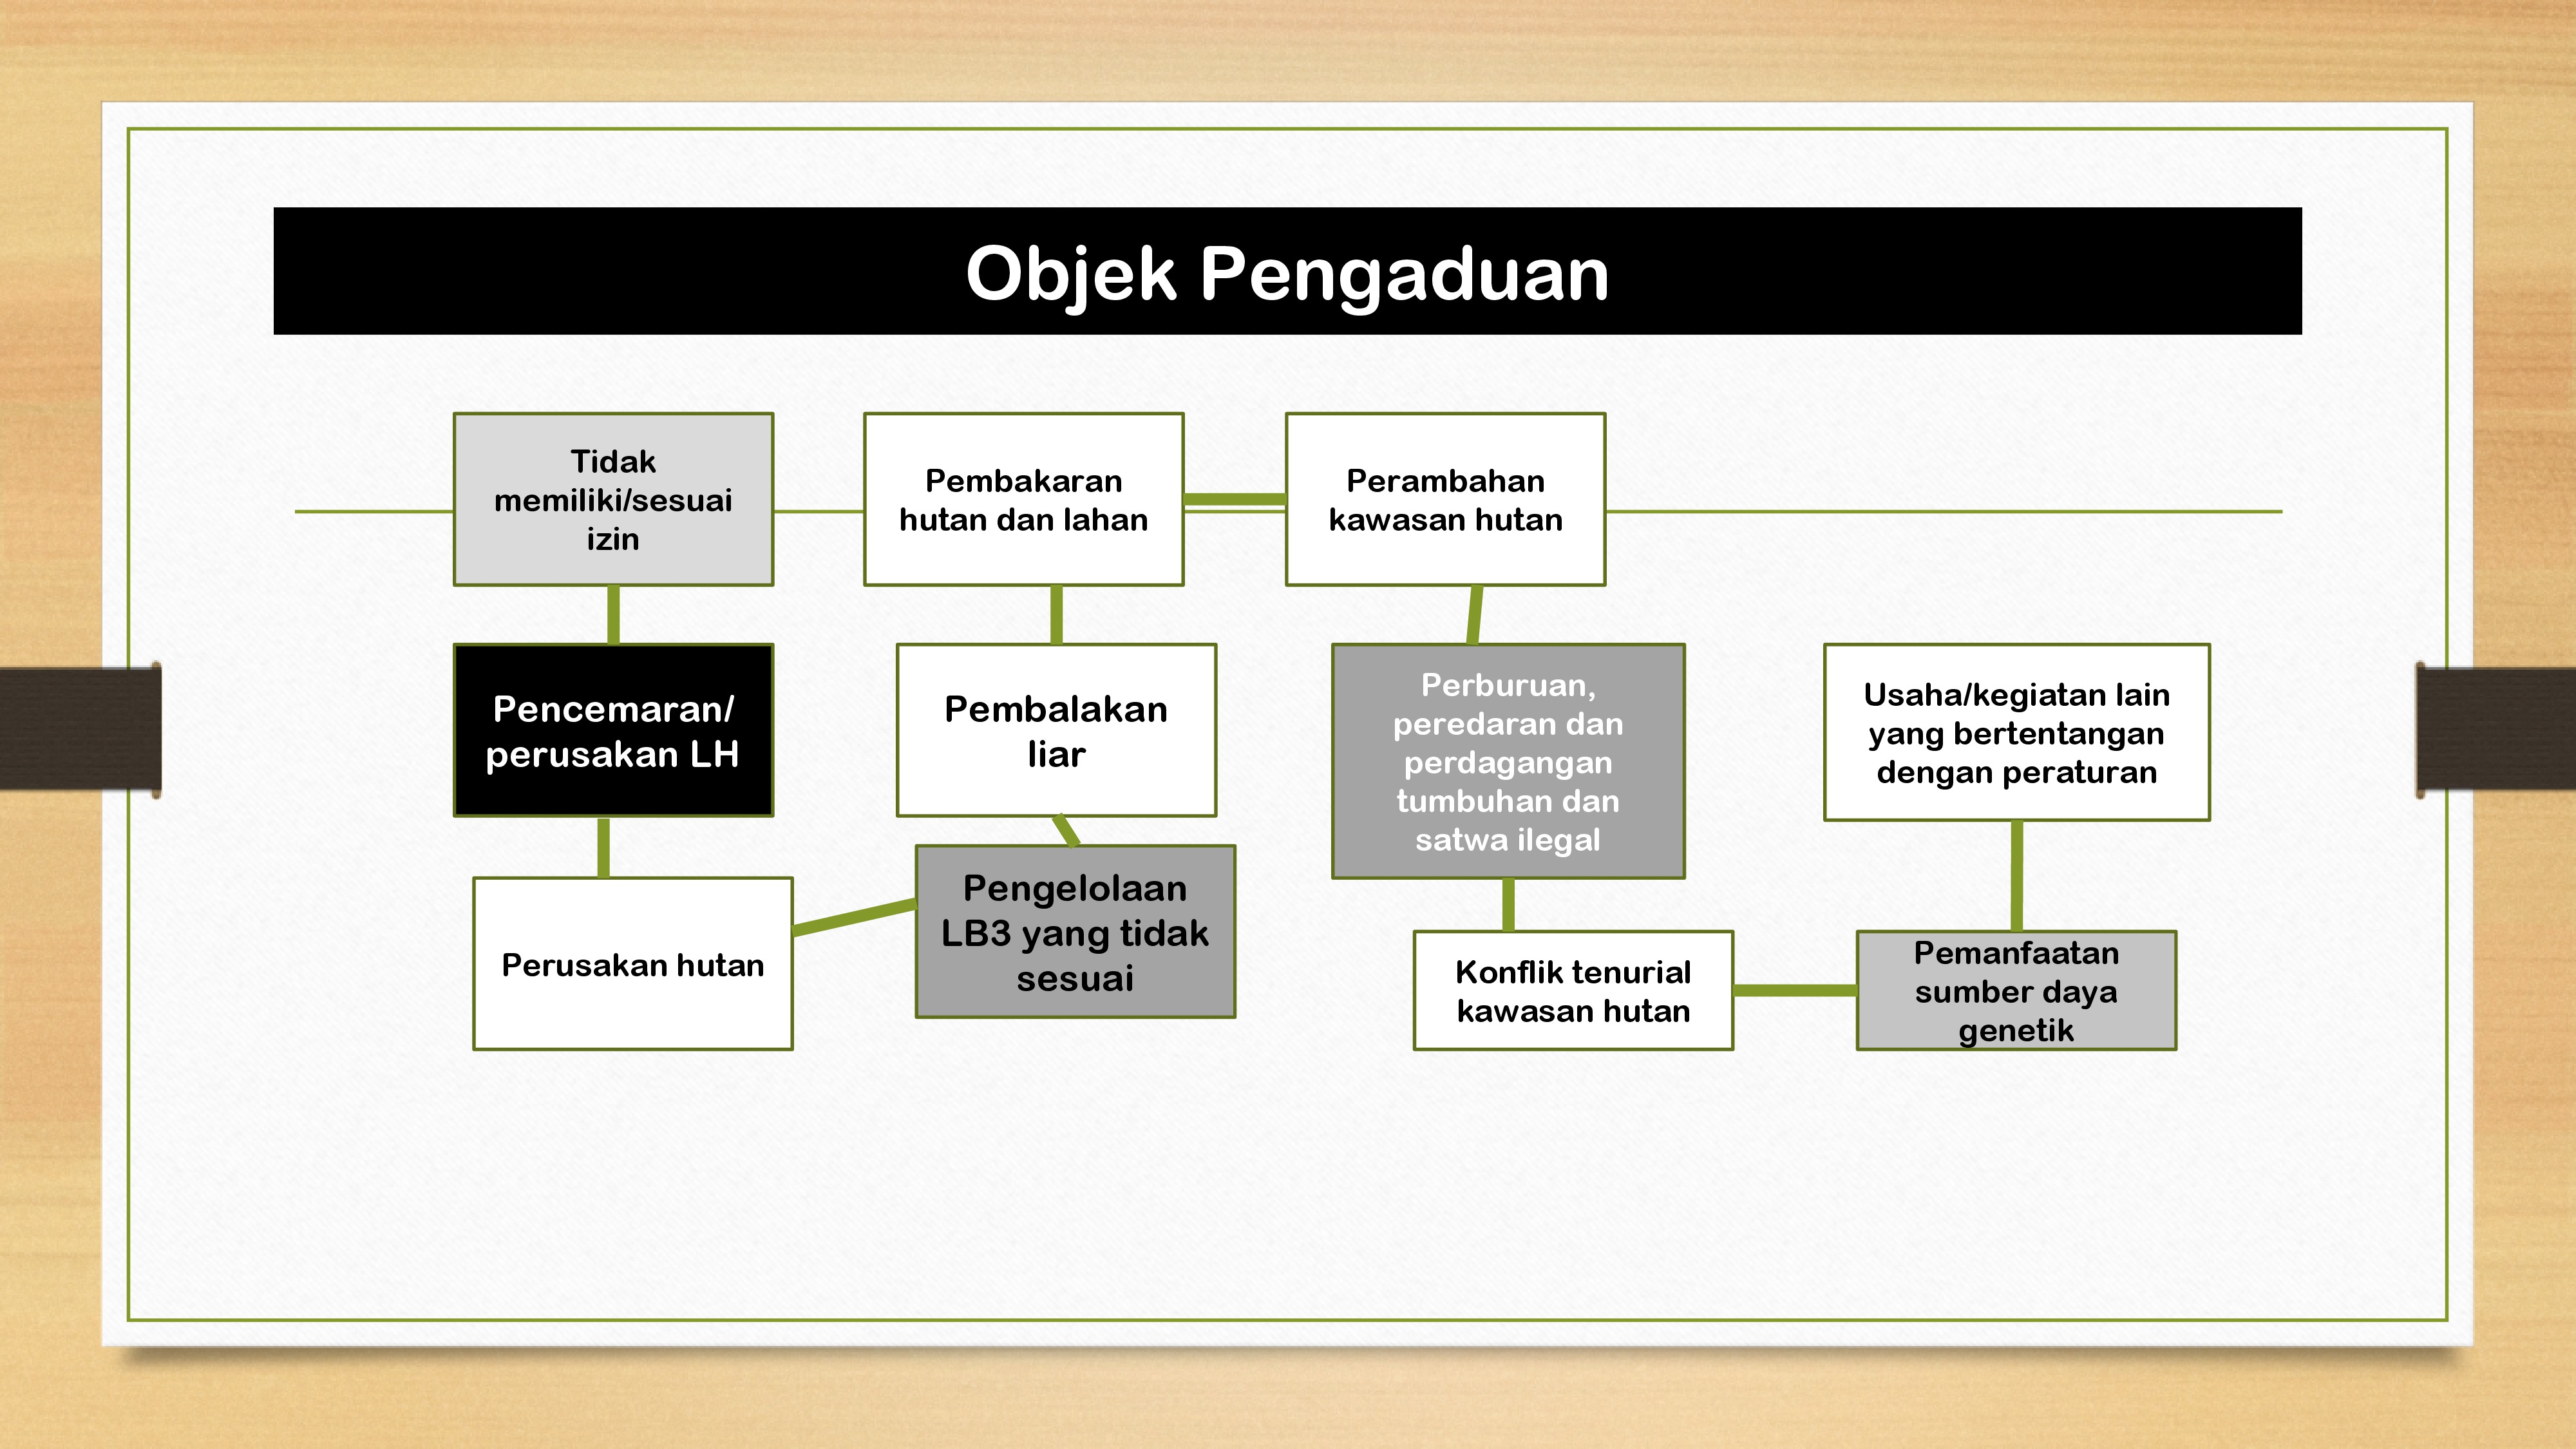 Objek Pengaduan
Tidak
memiliki/sesuai
izin
Pembakaran
hutan dan lahan
Perambahan
kawasan hutan
Pencemaran/
perusakan LH
Pembalakan
liar
Perburuan,
peredaran dan
perdagangan
tumbuhan dan
satwa ilegal
Usaha/kegiatan lain
yang bertentangan
dengan peraturan
Perusakan hutan
Pengelolaan
LB3 yang tidak
sesuai
Konflik tenurial
kawasan hutan
Pemanfaatan
sumber daya
genetik